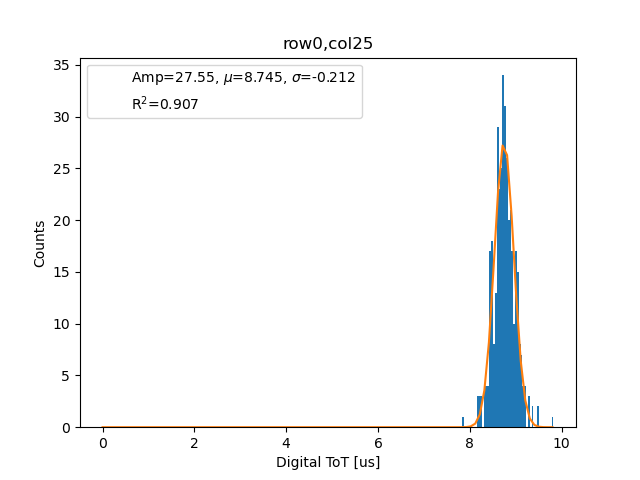 row0,col25
Amp=27.55, μ=8.745, σ=-0.212
R²=0.907
35
30
25
20
15
10
5
0
Counts
0 2 4 6 8 10
Digital ToT [us]